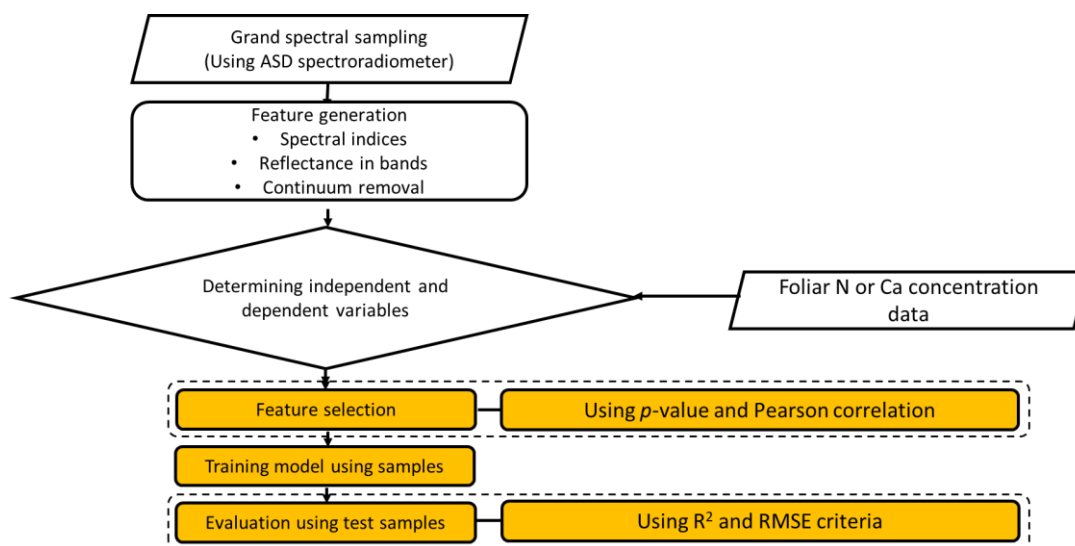 Grand spectral sampling
(Using ASD spectroradiometer)
Feature generation
• Spectral indices
• Reflectance in bands
• Continuum removal
Determining independent and
dependent variables
Foliar N or Ca concentration
data
Feature selection
Using p-value and Pearson correlation
Training model using samples
Evaluation using test samples
Using R² and RMSE criteria